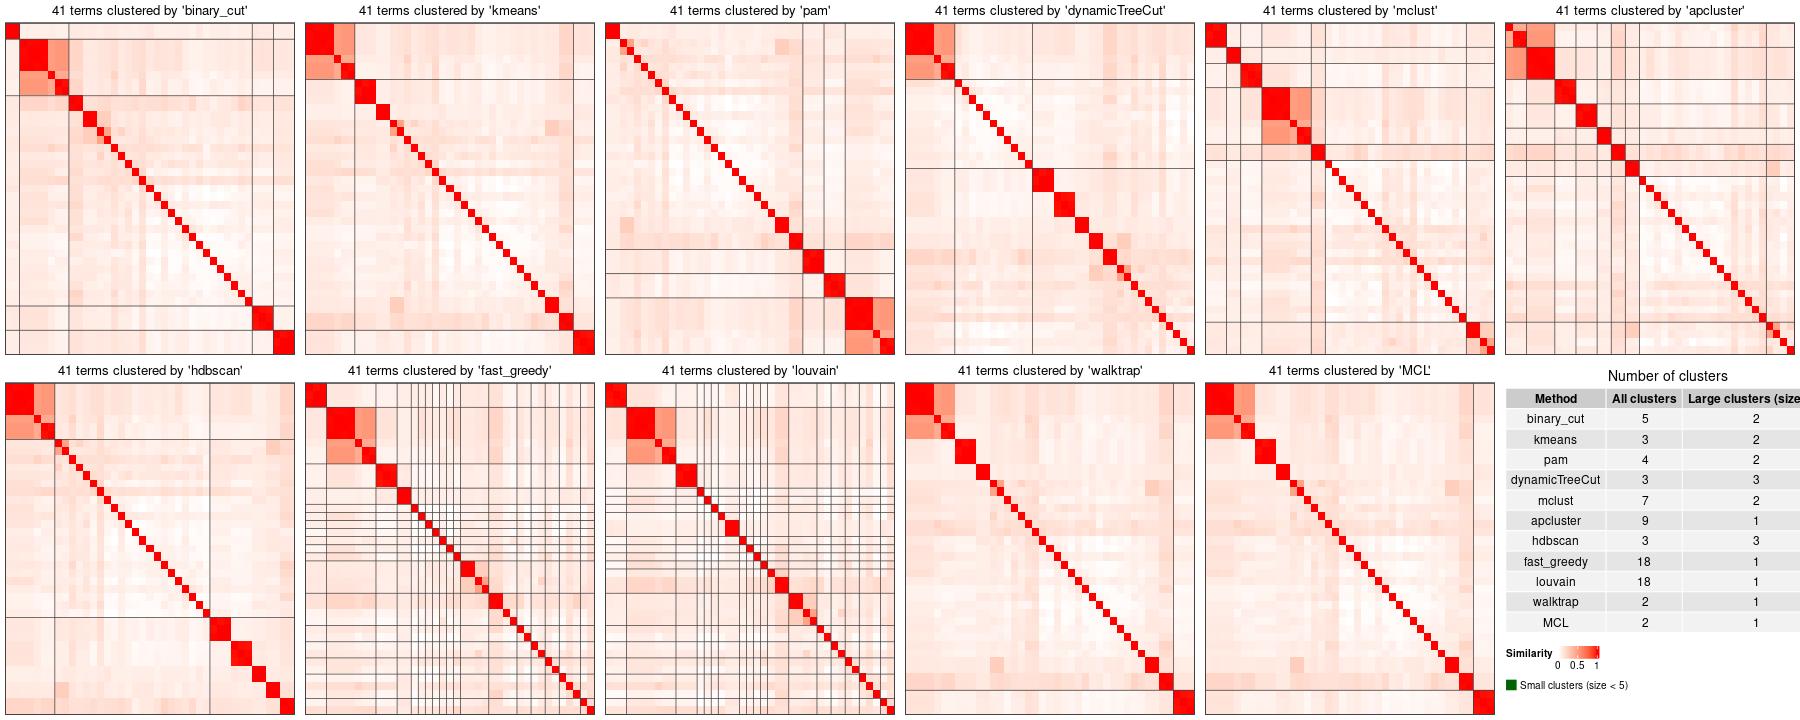 41 terms clustered by 'binary_cut'
41 terms clustered by 'kmeans'
41 terms clustered by 'pam'
41 terms clustered by 'dynamicTreeCut'
41 terms clustered by 'mclust'
41 terms clustered by 'apcluster'
41 terms clustered by 'hdbscan'
41 terms clustered by 'fast_greedy'
41 terms clustered by 'louvain'
41 terms clustered by 'walktrap'
41 terms clustered by 'MCL'
Number of clusters
Method All clusters Large clusters (size
binary_cut 5 2
kmeans 3 2
pam 4 2
dynamicTreeCut 3 3
mclust 7 2
apcluster 9 1
hdbscan 3 3
fast_greedy 18 1
louvain 18 1
walktrap 2 1
MCL 2 1
Similarity
0 0.5 1
Small clusters (size < 5)